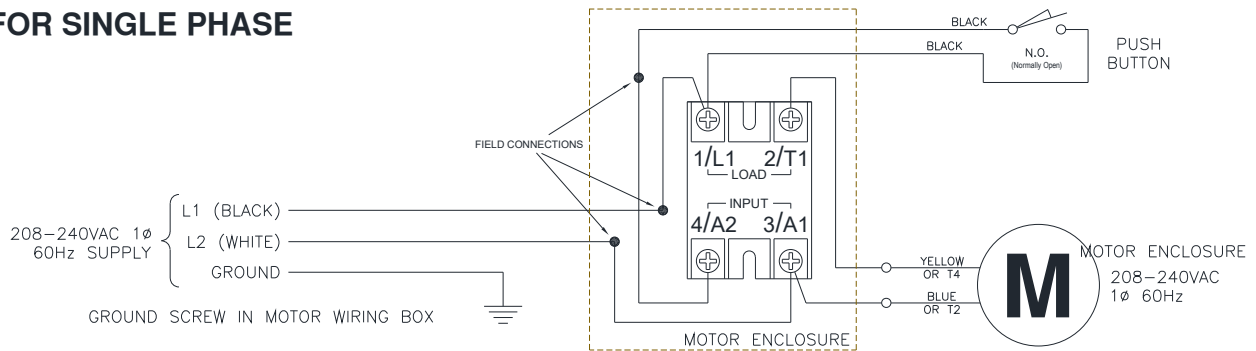 FOR SINGLE PHASE
BLACK
BLACK
N.O.
(Normally Open)
PUSH
BUTTON
FIELD CONNECTIONS
1/L1 2/T1
LOAD
INPUT
4/A2 3/A1
L1 (BLACK)
L2 (WHITE)
GROUND
208-240VAC 1ø
60Hz SUPPLY
GROUND SCREW IN MOTOR WIRING BOX
YELLOW
OR T4
BLUE
OR T2
M
MOTOR ENCLOSURE
208-240VAC
1ø 60Hz
MOTOR ENCLOSURE